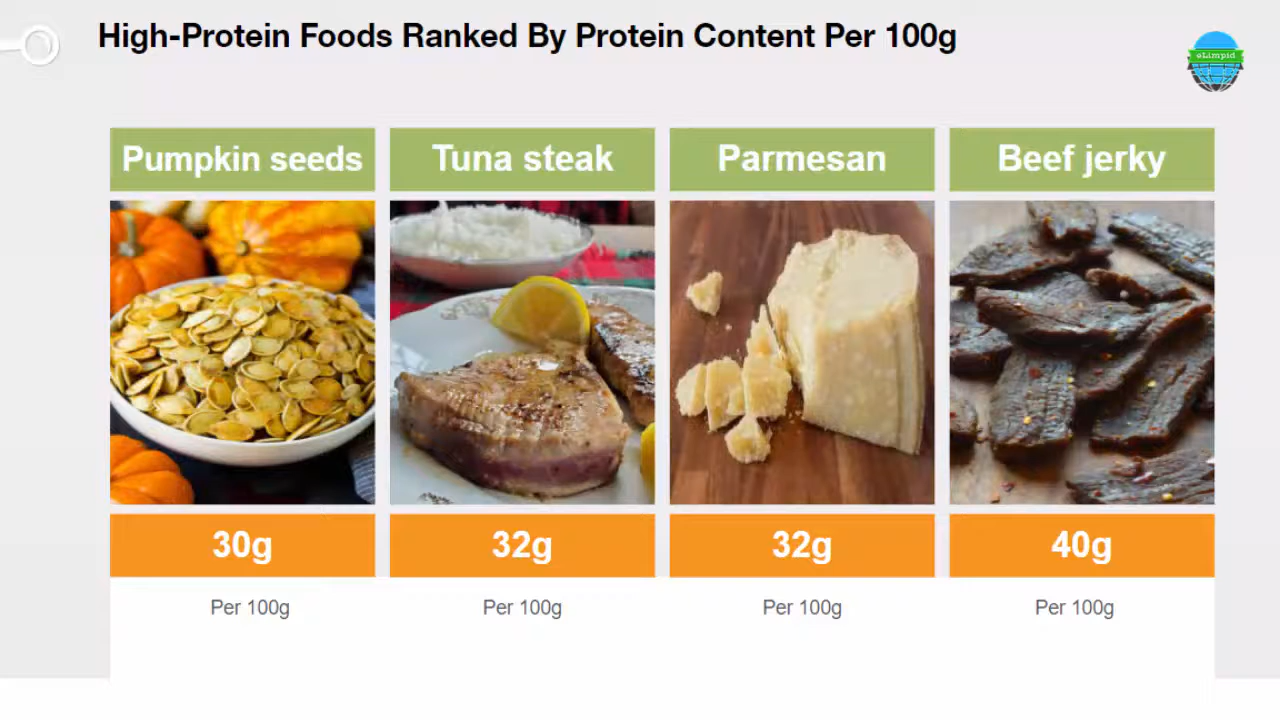 High-Protein Foods Ranked By Protein Content Per 100g
eLimpid
Pumpkin seeds
Tuna steak
Parmesan
Beef jerky
30g
32g
32g
40g
Per 100g
Per 100g
Per 100g
Per 100g